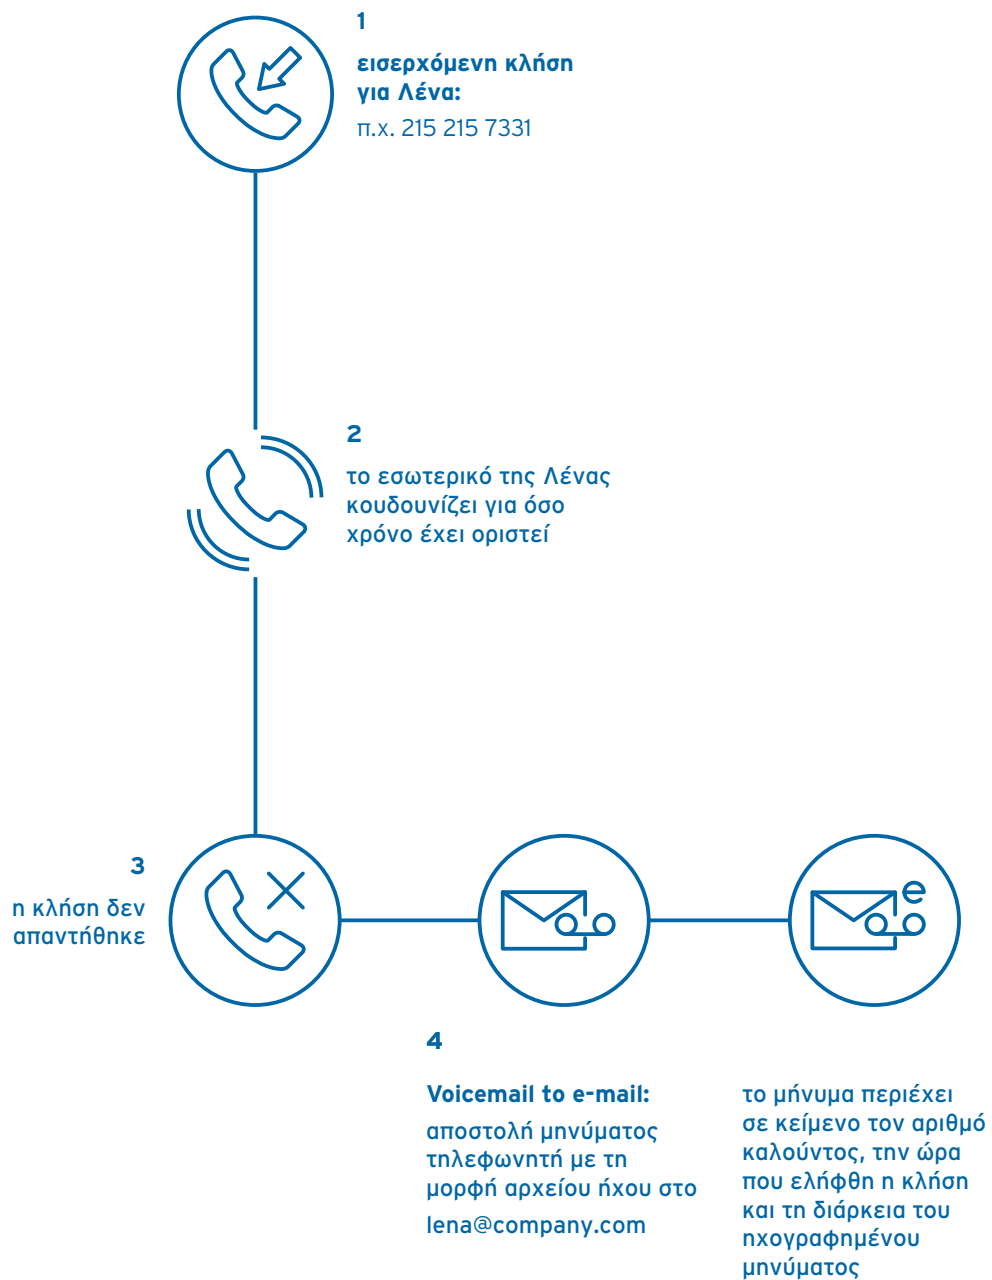 1
εισερχόμενη κλήση
για Λένα:
π.χ. 215 215 7331
2
το εσωτερικό της Λένας
κουδουνίζει για όσο
χρόνο έχει οριστεί
3
η κλήση δεν
απαντήθηκε
e
4
Voicemail to e-mail:
αποστολή μηνύματος
τηλεφωνητή με τη
μορφή αρχείου ήχου στο
lena@company.com
το μήνυμα περιέχει
σε κείμενο τον αριθμό
καλούντος, την ώρα
που ελήφθη η κλήση
και τη διάρκεια του
ηχογραφημένου
μηνύματος